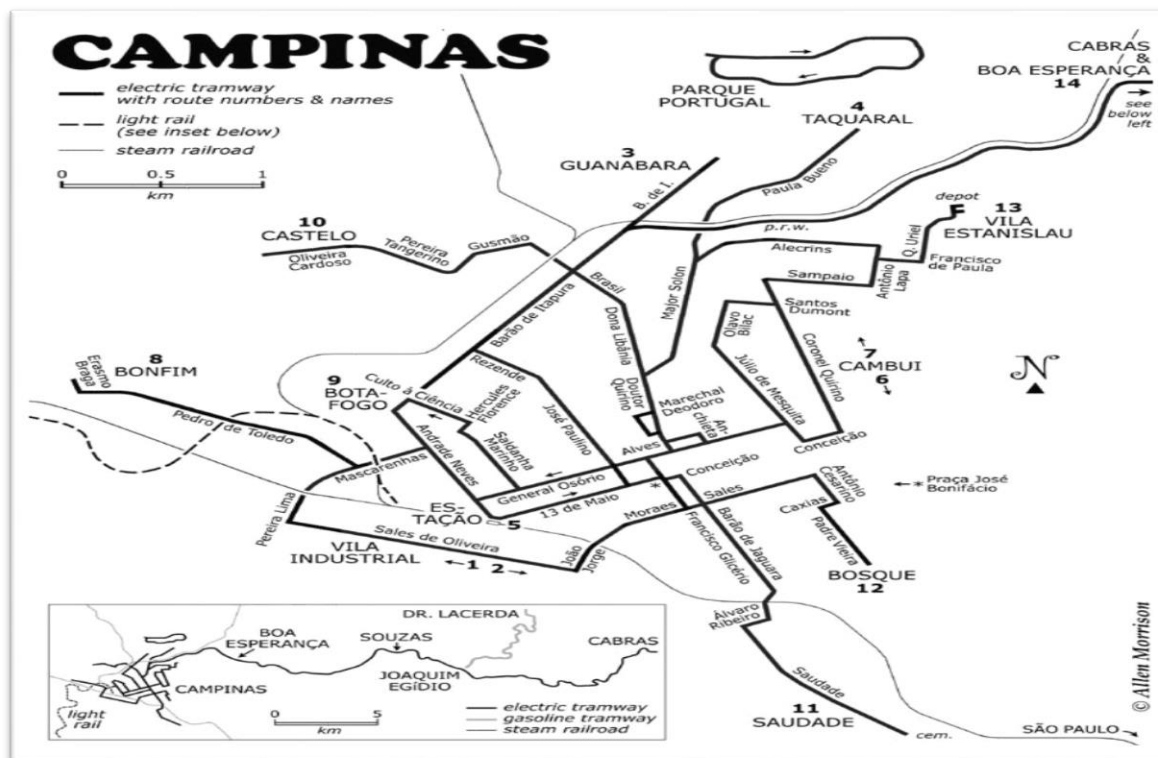 CAMPINAS
electric tramway
with route numbers & names
light rail
(see inset below)
steam railroad
0 0.5 1
km
PARQUE
PORTUGAL
CABRAS
&
BOA ESPERANÇA
14
see
below
left
4
TAQUARAL
3
GUANABARA
Paula Bueno
B. de I.
depot
13
VILA
ESTANISLAU
p.r.w.
10
CASTELO
Oliveira
Cardoso
Pereira
Tangerino
Gusmão
Alecrins
Q. Uriel
Francisco
de Paula
Antônio
Lapa
Sampaio
Brasil
Major Solon
Santos
Dumont
Barão de Itapura
Dona Libânia
Olavo
Bilac
Coronel Quirino
7
CAMBUI
6
N
8
BONFIM
Erasmo
Braga
Rezende
9
BOTA-
FOGO
Culto à Ciência
Hercules
Florence
Doutor
Quirino
Marechal
Deodoro
Júlio de Mesquita
José Paulino
An-
chieta
Pedro de Toledo
Andrade Neves
Saldanha
Marinho
Alves
Conceição
Mascarenhas
General Osório
Conceição
Antônio
Cesarino
* Praça José
Bonifácio
*
13 de Maio
Sales
Caxias
ES-
TAÇÃO
5
Moraes
Pereira Lima
Padre Vieira
Sales de Oliveira
Francisco Glicério
Barão de Jaguara
João
Jorge
VILA
INDUSTRIAL
1 2
BOSQUE
12
Álvaro
Ribeiro
Saudade
11
SAUDADE
cem.
SÃO PAULO
© Allen Morrison
DR. LACERDA
BOA
ESPERANÇA
SOUZAS
CABRAS
JOAQUIM
EGÍDIO
CAMPINAS
light
rail
0 5
km
electric tramway
gasoline tramway
steam railroad